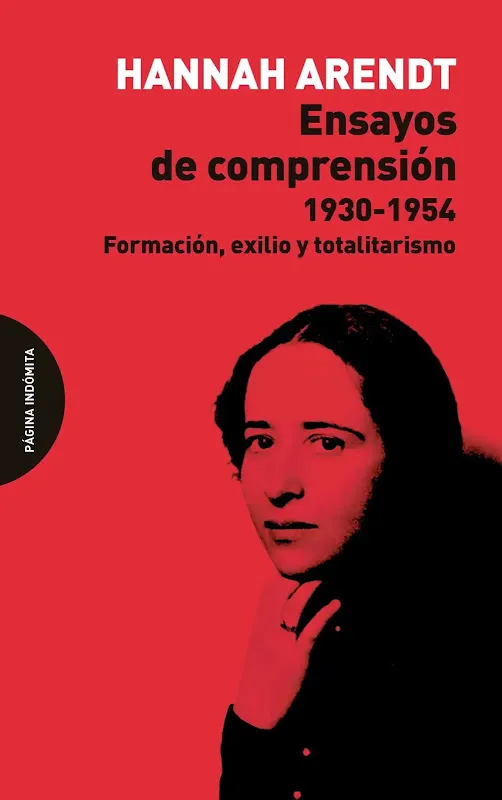 HANNAH ARENDT
Ensayos
de comprensión
1930-1954
Formación, exilio y totalitarismo
PÁGINA INDÓMITA